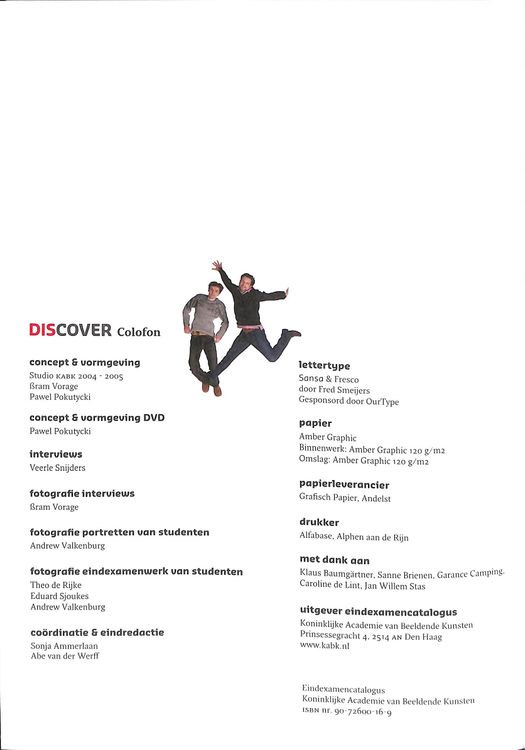 DISCOVER Colofon
concept & vormgeving
Studio KABK 2004 - 2005
ßram Vorage
Pawel Pokutycki
concept & vormgeving DVD
Pawel Pokutycki
interviews
Veerle Snijders
fotografie interviews
ßram Vorage
fotografie portretten van studenten
Andrew Valkenburg
fotografie eindexamenwerk van studenten
Theo de Rijke
Eduard Sjoukes
Andrew Valkenburg
coördinatie & eindredactie
Sonja Ammerlaan
Abe van der Werff
lettertype
Sansa & Fresco
door Fred Smeijers
Gesponsord door OurType
papier
Amber Graphic
Binnenwerk: Amber Graphic 120 g/m2
Omslag: Amber Graphic 120 g/m2
papierleverancier
Grafisch Papier, Andelst
drukker
Alfabase, Alphen aan de Rijn
met dank aan
Klaus Baumgärtner, Sanne Brienen, Garance Camping,
Caroline de Lint, Jan Willem Stas
uitgever eindexamencatalogus
Koninklijke Academie van Beeldende Kunsten
Prinsessegracht 4, 2514 AN Den Haag
www.kabk.nl
Eindexamencatalogus
Koninklijke Academie van Beeldende Kunsten
ISBN nr. 90-72600-16-9